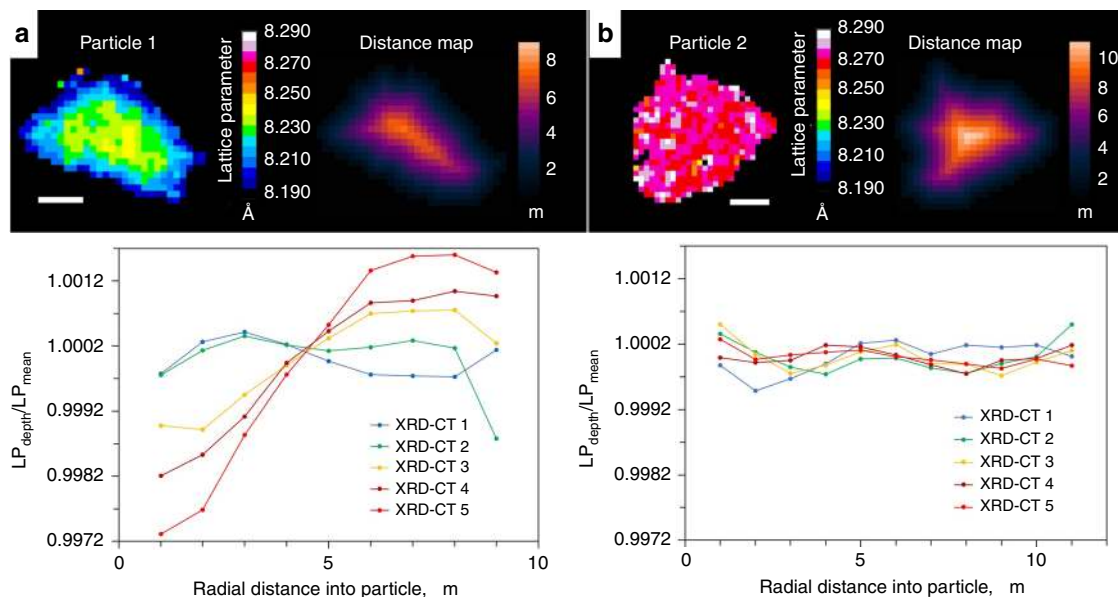 a
Particle 1
Lattice parameter
8.290
8.270
8.250
8.230
8.210
8.190
Å
Distance map
8
6
4
2
m
b
Particle 2
Lattice parameter
8.290
8.270
8.250
8.230
8.210
8.190
Å
Distance map
10
8
6
4
2
m
LPdepth/LPmean
1.0012
1.0002
0.9992
0.9982
0.9972
XRD-CT 1
XRD-CT 2
XRD-CT 3
XRD-CT 4
XRD-CT 5
0
5
10
Radial distance into particle, m
LPdepth/LPmean
1.0012
1.0002
0.9992
0.9982
0.9972
XRD-CT 1
XRD-CT 2
XRD-CT 3
XRD-CT 4
XRD-CT 5
0
5
10
Radial distance into particle, m